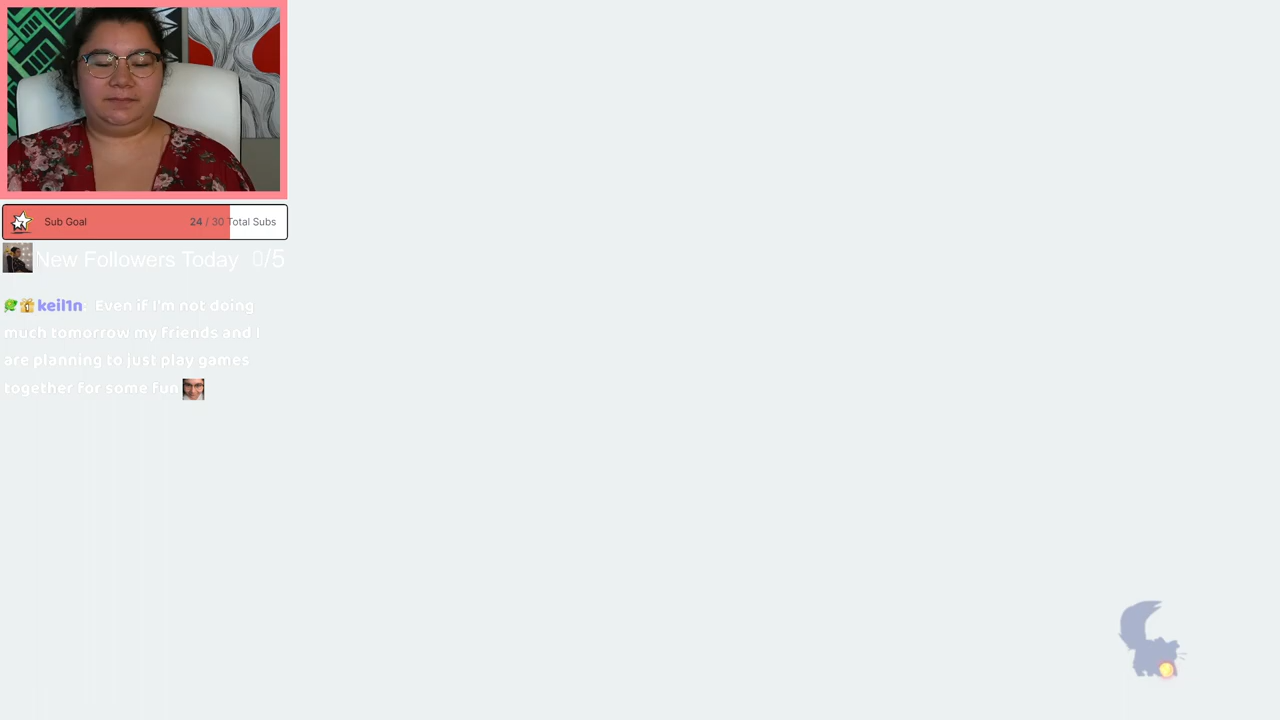 Sub Goal 24 / 30 Total Subs
New Followers Today 0/5
keil1n: Even if I'm not doing
much tomorrow my friends and I
are planning to just play games
together for some fun